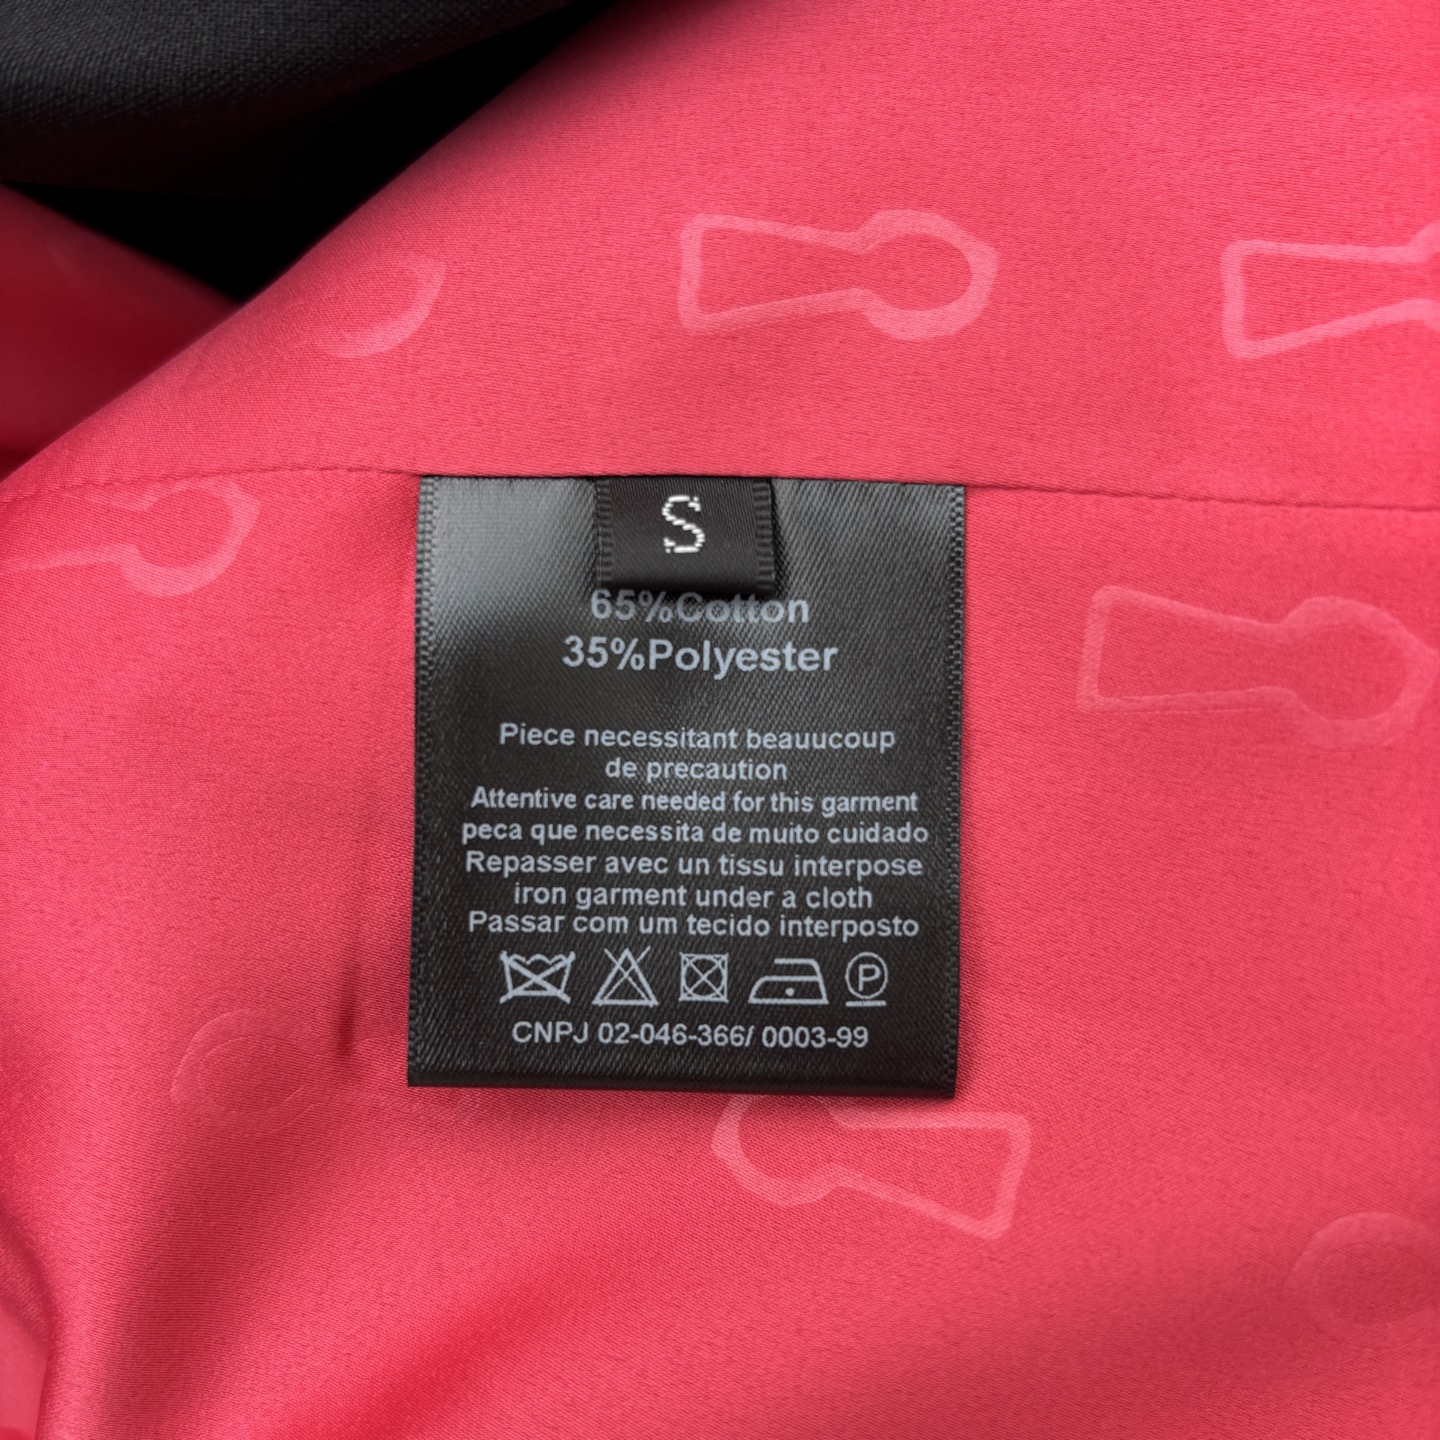 S
65%Cotton
35%Polyester
Piece necessitant beauucoup
de precaution
Attentive care needed for this garment
peca que necessita de muito cuidado
Repasser avec un tissu interpose
iron garment under a cloth
Passar com um tecido interposto
P
CNPJ 02-046-366/ 0003-99